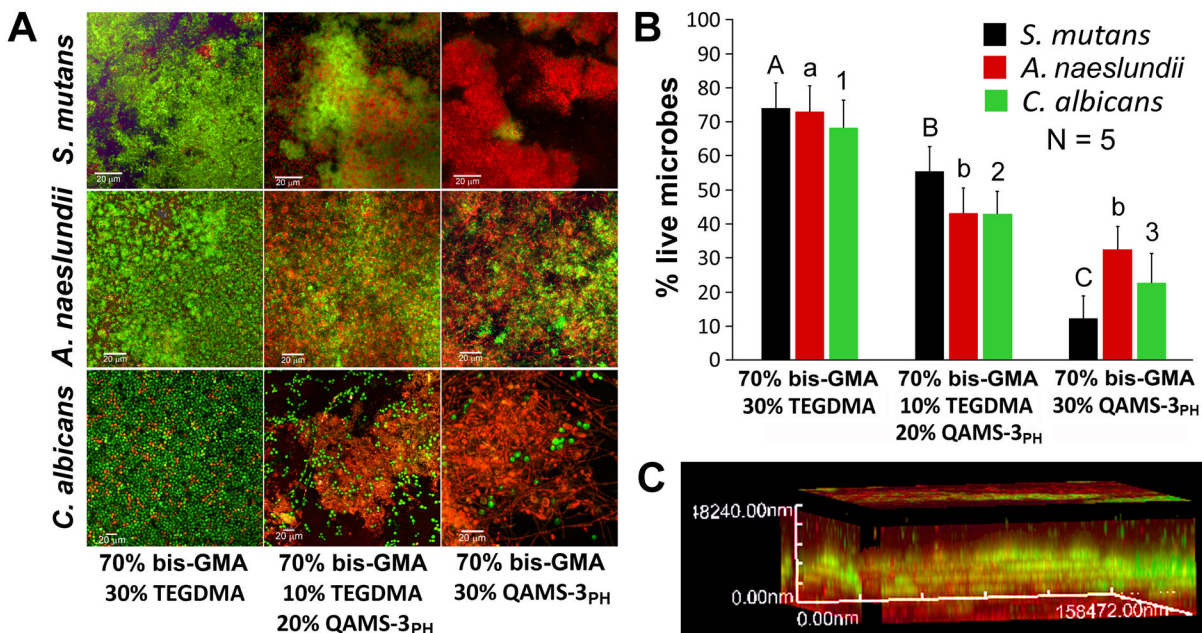 A
S. mutans
A. naeslundii
C. albicans
20 µm
20 µm
20 µm
20 µm
20 µm
20 µm
20 µm
20 µm
20 µm
70% bis-GMA
30% TEGDMA
70% bis-GMA
10% TEGDMA
20% QAMS-3PH
70% bis-GMA
30% QAMS-3PH
B
% live microbes
100
90
80
70
60
50
40
30
20
10
0
A
a
1
B
b
2
C
b
3
S. mutans
A. naeslundii
C. albicans
N = 5
70% bis-GMA
30% TEGDMA
70% bis-GMA
10% TEGDMA
20% QAMS-3PH
70% bis-GMA
30% QAMS-3PH
C
48240.00nm
0.00nm
0.00nm
158472.00nm